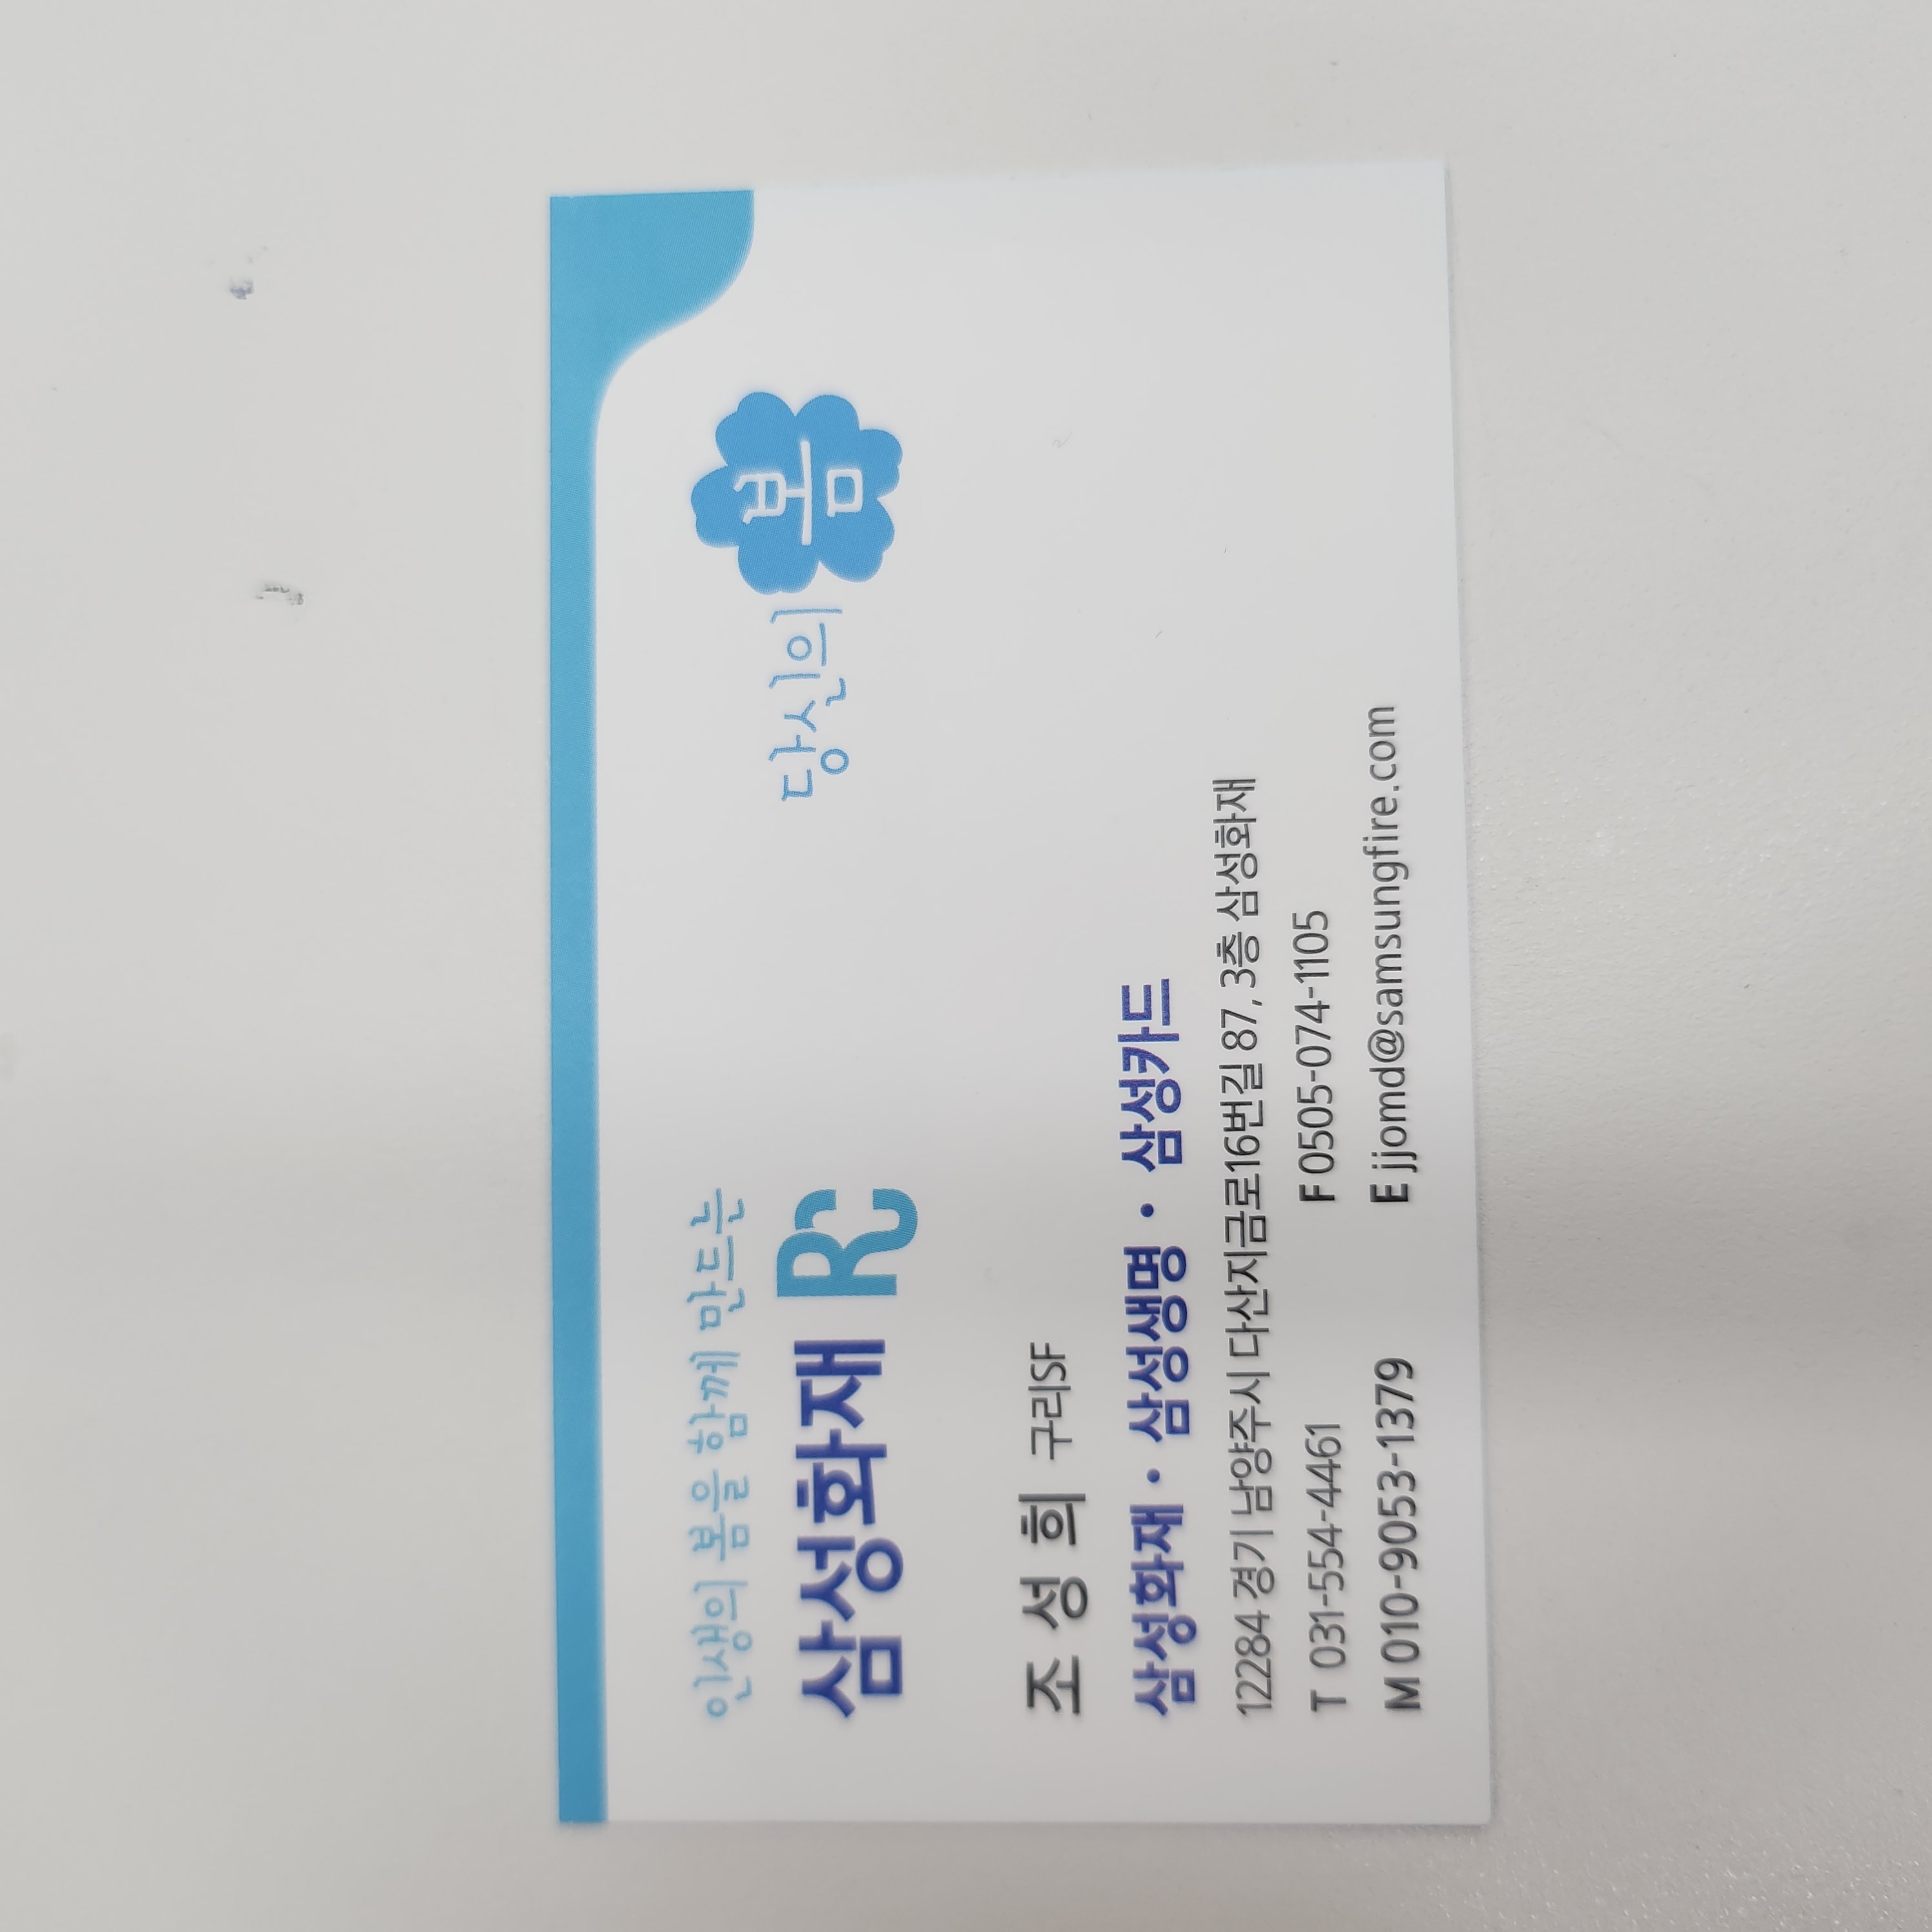 인생의 봄을 함께 만드는
삼성화재 RC
당신의 봄
조성희 구리SF
삼성화재 · 삼성생명 · 삼성카드
12284 경기 남양주시 다산지금로16번길 87, 3층 삼성화재
T 031-554-4461 F 0505-074-1105
M 010-9053-1379 E jjomd@samsungfire.com